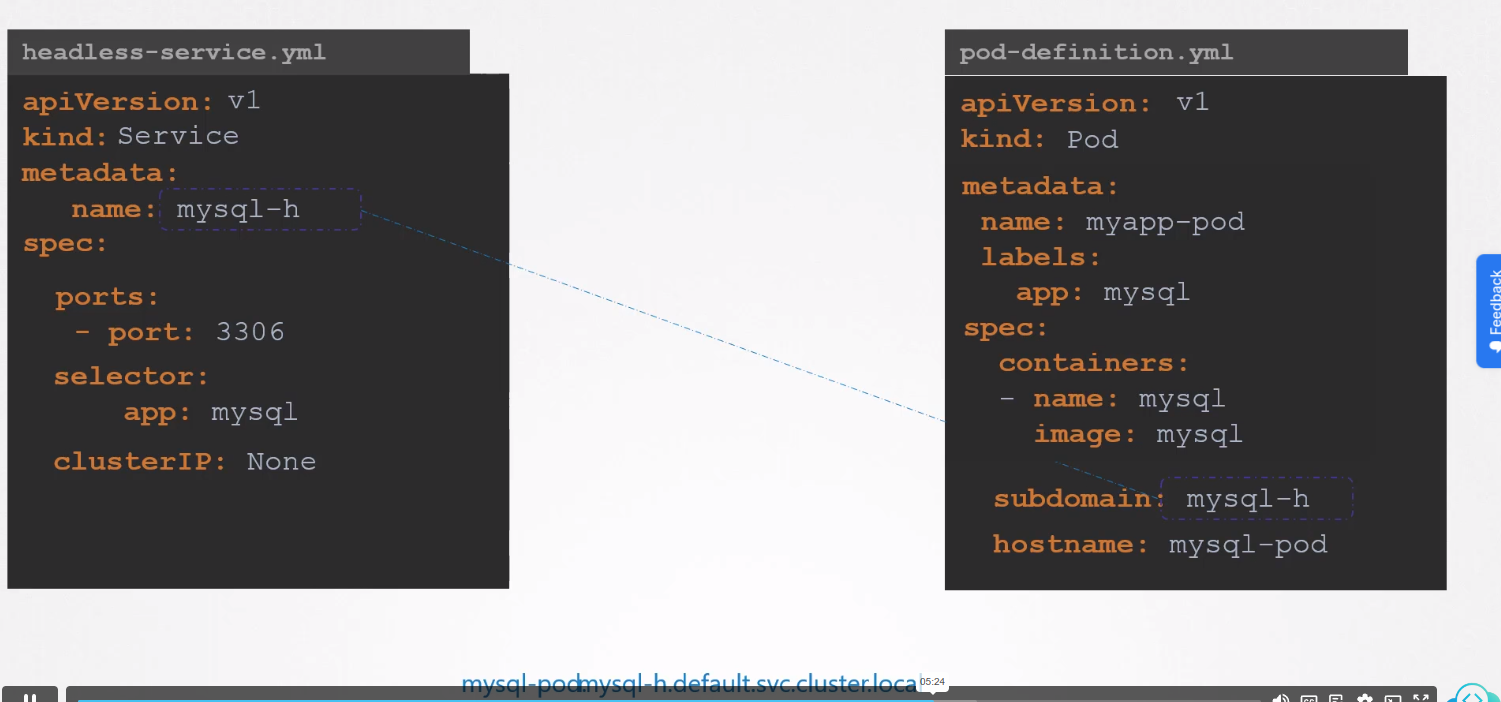 headless-service.yml
apiVersion: v1
kind: Service
metadata:
name: mysql-h
spec:
ports:
- port: 3306
selector:
app: mysql
clusterIP: None
pod-definition.yml
apiVersion: v1
kind: Pod
metadata:
name: myapp-pod
labels:
app: mysql
spec:
containers:
- name: mysql
image: mysql
subdomain: mysql-h
hostname: mysql-pod
Feedback
mysql-pod.mysql-h.default.svc.cluster.loca
05:24
CC